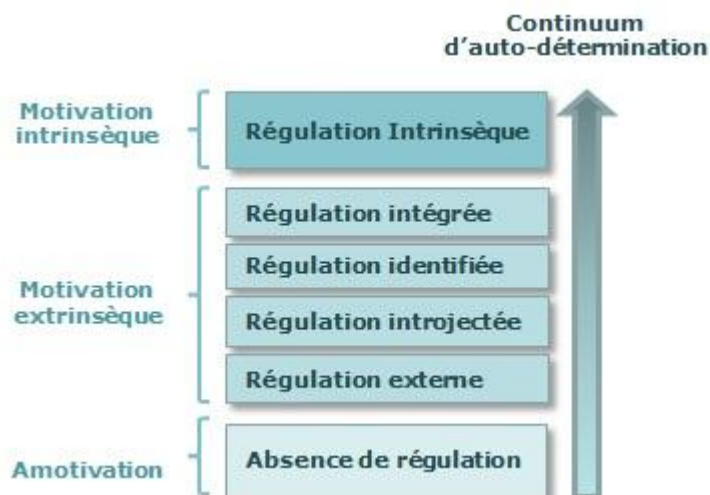 Continuum
d'auto-détermination
Motivation
intrinsèque
Régulation Intrinsèque
Motivation
extrinsèque
Régulation intégrée
Régulation identifiée
Régulation introjectée
Régulation externe
Amotivation
Absence de régulation